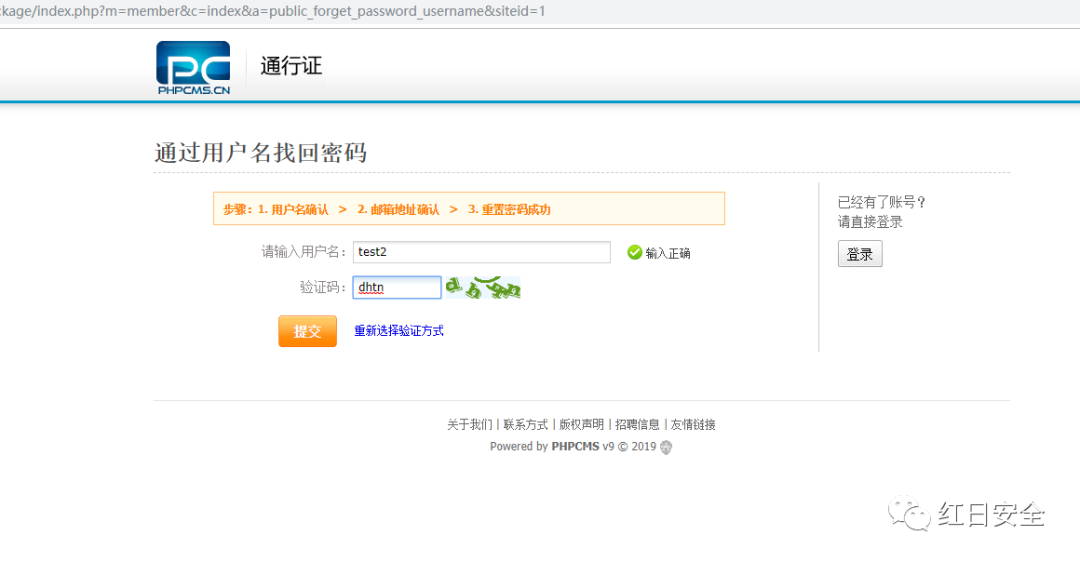 ckage/index.php?m=member&c=index&a=public_forget_password_username&siteid=1
PC
PHPCMS.CN
通行证
通过用户名找回密码
步骤：1. 用户名确认 > 2. 邮箱地址确认 > 3. 重置密码成功
请输入用户名： test2 输入正确
验证码： dhtn
提交 重新选择验证方式
已经有了账号？
请直接登录
登录
关于我们 | 联系方式 | 版权声明 | 招聘信息 | 友情链接
Powered by PHPCMS v9 © 2019
红日安全